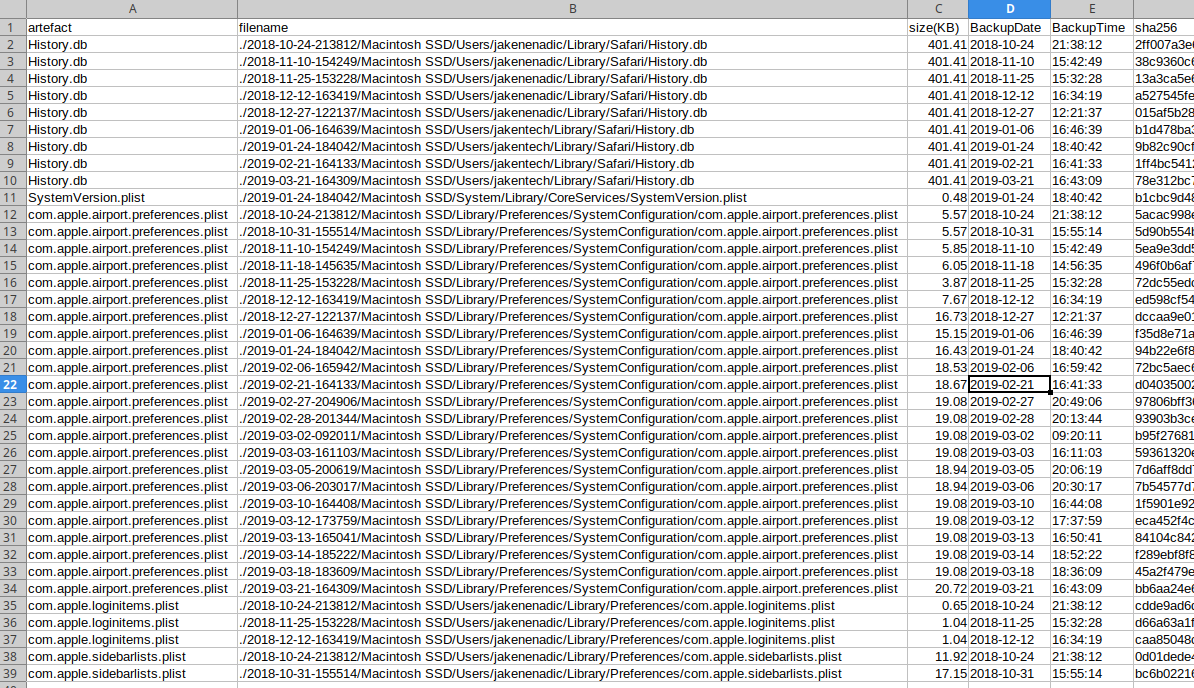 A B C D E
1 artefact filename size(KB) BackupDate BackupTime sha256
2 History.db ./2018-10-24-213812/Macintosh SSD/Users/jakenenadic/Library/Safari/History.db 401.41 2018-10-24 21:38:12 2ff007a3e
3 History.db ./2018-11-10-154249/Macintosh SSD/Users/jakenenadic/Library/Safari/History.db 401.41 2018-11-10 15:42:49 38c9360c
4 History.db ./2018-11-25-153228/Macintosh SSD/Users/jakenenadic/Library/Safari/History.db 401.41 2018-11-25 15:32:28 13a3ca5e
5 History.db ./2018-12-12-163419/Macintosh SSD/Users/jakenenadic/Library/Safari/History.db 401.41 2018-12-12 16:34:19 a527545fe
6 History.db ./2018-12-27-122137/Macintosh SSD/Users/jakenenadic/Library/Safari/History.db 401.41 2018-12-27 12:21:37 015af5b28
7 History.db ./2019-01-06-164639/Macintosh SSD/Users/jakentech/Library/Safari/History.db 401.41 2019-01-06 16:46:39 b1d478ba
8 History.db ./2019-01-24-184042/Macintosh SSD/Users/jakentech/Library/Safari/History.db 401.41 2019-01-24 18:40:42 9b82c90cf
9 History.db ./2019-02-21-164133/Macintosh SSD/Users/jakentech/Library/Safari/History.db 401.41 2019-02-21 16:41:33 1ff4bc541
10 History.db ./2019-03-21-164309/Macintosh SSD/Users/jakentech/Library/Safari/History.db 401.41 2019-03-21 16:43:09 78e312bc
11 SystemVersion.plist ./2019-01-24-184042/Macintosh SSD/System/Library/CoreServices/SystemVersion.plist 0.48 2019-01-24 18:40:42 b1cbc9d4
12 com.apple.airport.preferences.plist ./2018-10-24-213812/Macintosh SSD/Library/Preferences/SystemConfiguration/com.apple.airport.preferences.plist 5.57 2018-10-24 21:38:12 5acac998
13 com.apple.airport.preferences.plist ./2018-10-31-155514/Macintosh SSD/Library/Preferences/SystemConfiguration/com.apple.airport.preferences.plist 5.57 2018-10-31 15:55:14 5d90b554
14 com.apple.airport.preferences.plist ./2018-11-10-154249/Macintosh SSD/Library/Preferences/SystemConfiguration/com.apple.airport.preferences.plist 5.85 2018-11-10 15:42:49 5ea9e3dd
15 com.apple.airport.preferences.plist ./2018-11-18-145635/Macintosh SSD/Library/Preferences/SystemConfiguration/com.apple.airport.preferences.plist 6.05 2018-11-18 14:56:35 496f0b6af
16 com.apple.airport.preferences.plist ./2018-11-25-153228/Macintosh SSD/Library/Preferences/SystemConfiguration/com.apple.airport.preferences.plist 3.87 2018-11-25 15:32:28 72dc55ed
17 com.apple.airport.preferences.plist ./2018-12-12-163419/Macintosh SSD/Library/Preferences/SystemConfiguration/com.apple.airport.preferences.plist 7.67 2018-12-12 16:34:19 ed598cf54
18 com.apple.airport.preferences.plist ./2018-12-27-122137/Macintosh SSD/Library/Preferences/SystemConfiguration/com.apple.airport.preferences.plist 16.73 2018-12-27 12:21:37 dccaa9e0
19 com.apple.airport.preferences.plist ./2019-01-06-164639/Macintosh SSD/Library/Preferences/SystemConfiguration/com.apple.airport.preferences.plist 15.15 2019-01-06 16:46:39 f35d8e71a
20 com.apple.airport.preferences.plist ./2019-01-24-184042/Macintosh SSD/Library/Preferences/SystemConfiguration/com.apple.airport.preferences.plist 16.43 2019-01-24 18:40:42 94b22e6f8
21 com.apple.airport.preferences.plist ./2019-02-06-165942/Macintosh SSD/Library/Preferences/SystemConfiguration/com.apple.airport.preferences.plist 18.53 2019-02-06 16:59:42 72bc5aec
22 com.apple.airport.preferences.plist ./2019-02-21-164133/Macintosh SSD/Library/Preferences/SystemConfiguration/com.apple.airport.preferences.plist 18.67 2019-02-21 16:41:33 d0403500
23 com.apple.airport.preferences.plist ./2019-02-27-204906/Macintosh SSD/Library/Preferences/SystemConfiguration/com.apple.airport.preferences.plist 19.08 2019-02-27 20:49:06 97806bff3
24 com.apple.airport.preferences.plist ./2019-02-28-201344/Macintosh SSD/Library/Preferences/SystemConfiguration/com.apple.airport.preferences.plist 19.08 2019-02-28 20:13:44 93903b3c
25 com.apple.airport.preferences.plist ./2019-03-02-092011/Macintosh SSD/Library/Preferences/SystemConfiguration/com.apple.airport.preferences.plist 19.08 2019-03-02 09:20:11 b95f27681
26 com.apple.airport.preferences.plist ./2019-03-03-161103/Macintosh SSD/Library/Preferences/SystemConfiguration/com.apple.airport.preferences.plist 19.08 2019-03-03 16:11:03 59361320
27 com.apple.airport.preferences.plist ./2019-03-05-200619/Macintosh SSD/Library/Preferences/SystemConfiguration/com.apple.airport.preferences.plist 18.94 2019-03-05 20:06:19 7d6aff8dd
28 com.apple.airport.preferences.plist ./2019-03-06-203017/Macintosh SSD/Library/Preferences/SystemConfiguration/com.apple.airport.preferences.plist 18.94 2019-03-06 20:30:17 7b54577d
29 com.apple.airport.preferences.plist ./2019-03-10-164408/Macintosh SSD/Library/Preferences/SystemConfiguration/com.apple.airport.preferences.plist 19.08 2019-03-10 16:44:08 1f5901e92
30 com.apple.airport.preferences.plist ./2019-03-12-173759/Macintosh SSD/Library/Preferences/SystemConfiguration/com.apple.airport.preferences.plist 19.08 2019-03-12 17:37:59 eca452f4c
31 com.apple.airport.preferences.plist ./2019-03-13-165041/Macintosh SSD/Library/Preferences/SystemConfiguration/com.apple.airport.preferences.plist 19.08 2019-03-13 16:50:41 84104c842
32 com.apple.airport.preferences.plist ./2019-03-14-185222/Macintosh SSD/Library/Preferences/SystemConfiguration/com.apple.airport.preferences.plist 19.08 2019-03-14 18:52:22 f289ebf8f8
33 com.apple.airport.preferences.plist ./2019-03-18-183609/Macintosh SSD/Library/Preferences/SystemConfiguration/com.apple.airport.preferences.plist 19.08 2019-03-18 18:36:09 45a2f479e
34 com.apple.airport.preferences.plist ./2019-03-21-164309/Macintosh SSD/Library/Preferences/SystemConfiguration/com.apple.airport.preferences.plist 20.72 2019-03-21 16:43:09 bb6aa24e
35 com.apple.loginitems.plist ./2018-10-24-213812/Macintosh SSD/Users/jakenenadic/Library/Preferences/com.apple.loginitems.plist 0.65 2018-10-24 21:38:12 cdde9ad6
36 com.apple.loginitems.plist ./2018-11-25-153228/Macintosh SSD/Users/jakenenadic/Library/Preferences/com.apple.loginitems.plist 1.04 2018-11-25 15:32:28 d66a63a1f
37 com.apple.loginitems.plist ./2018-12-12-163419/Macintosh SSD/Users/jakenenadic/Library/Preferences/com.apple.loginitems.plist 1.04 2018-12-12 16:34:19 caa85048
38 com.apple.sidebarlists.plist ./2018-10-24-213812/Macintosh SSD/Users/jakenenadic/Library/Preferences/com.apple.sidebarlists.plist 11.92 2018-10-24 21:38:12 0d01dede
39 com.apple.sidebarlists.plist ./2018-10-31-155514/Macintosh SSD/Users/jakenenadic/Library/Preferences/com.apple.sidebarlists.plist 17.15 2018-10-31 15:55:14 bc6b0221